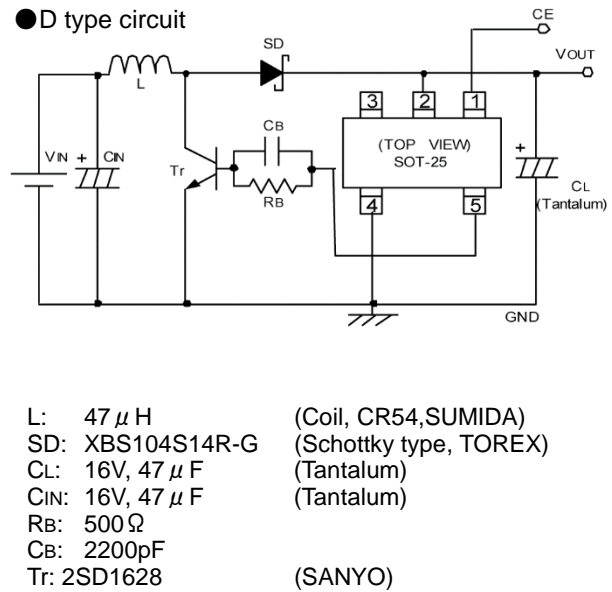 ●D type circuit
CE
SD
VOUT
L
3 2 1
CB
(TOP VIEW)
SOT-25
VIN + CIN
Tr
RB
+
CL
(Tantalum)
4 5
GND
L: 47μH (Coil, CR54,SUMIDA)
SD: XBS104S14R-G (Schottky type, TOREX)
CL: 16V, 47μF (Tantalum)
CIN: 16V, 47μF (Tantalum)
RB: 500Ω
CB: 2200pF
Tr: 2SD1628 (SANYO)